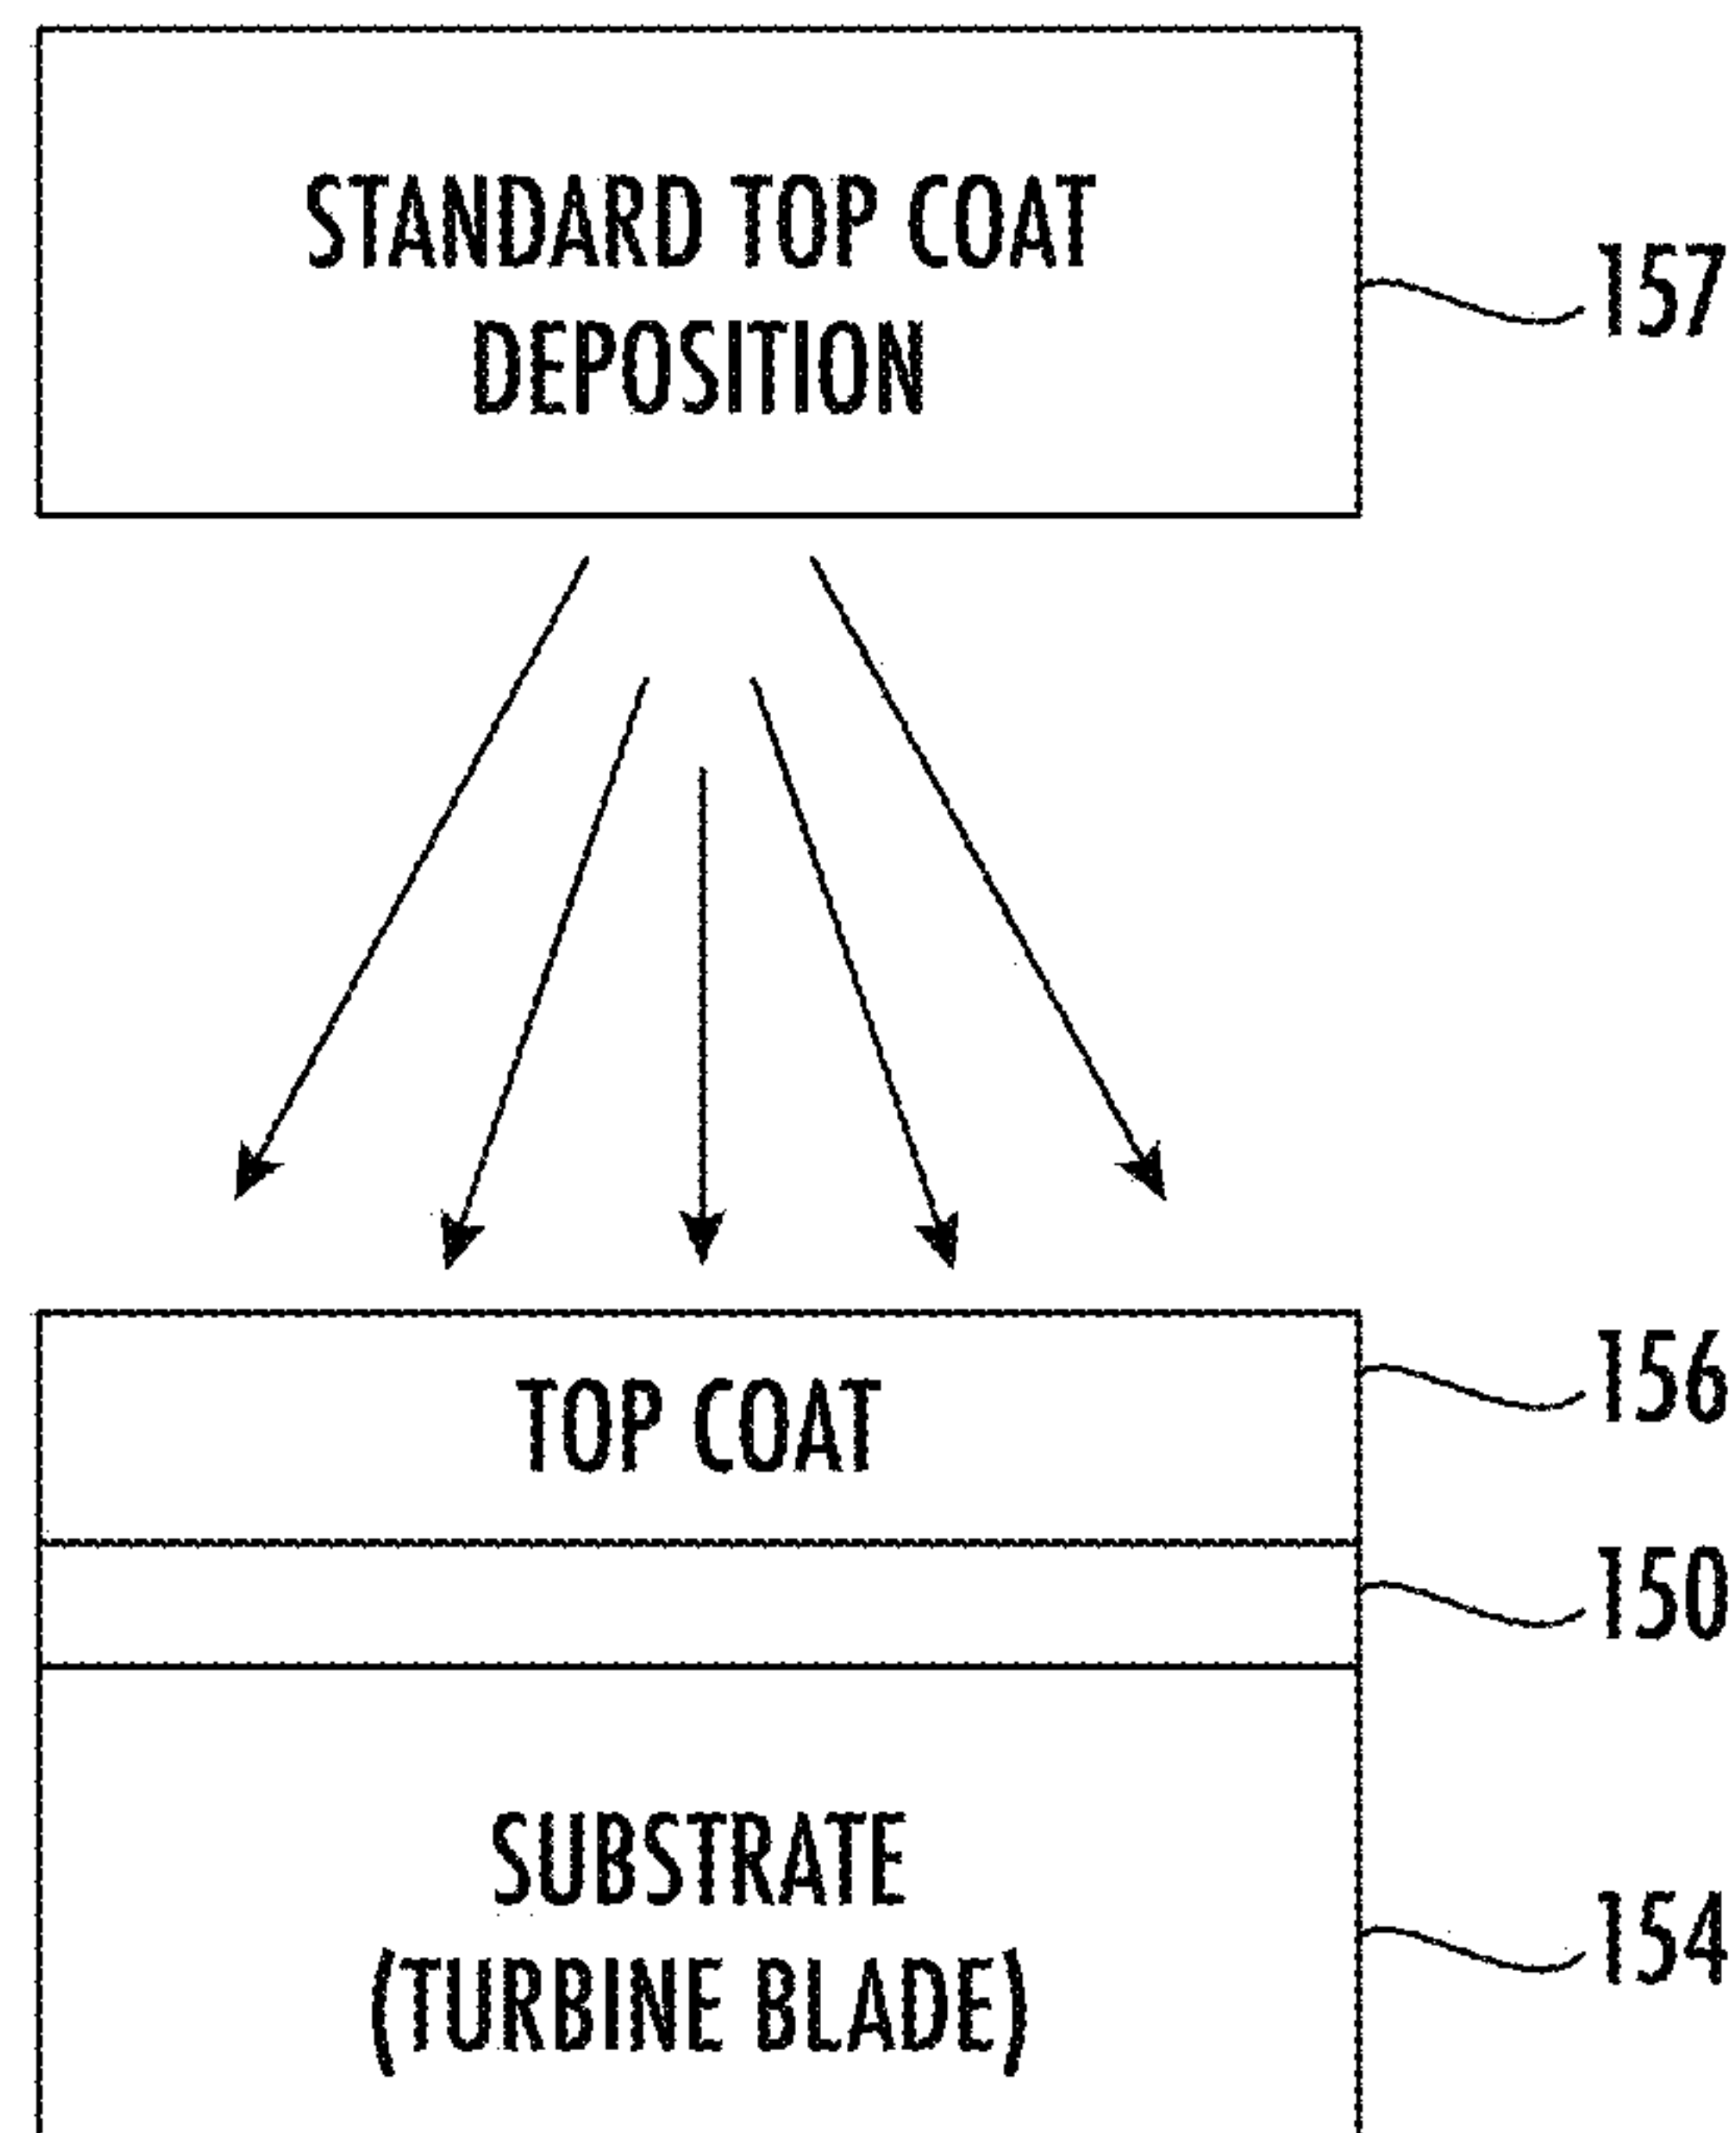 STANDARD TOP COAT
DEPOSITION
157
TOP COAT
156
150
SUBSTRATE
(TURBINE BLADE)
154